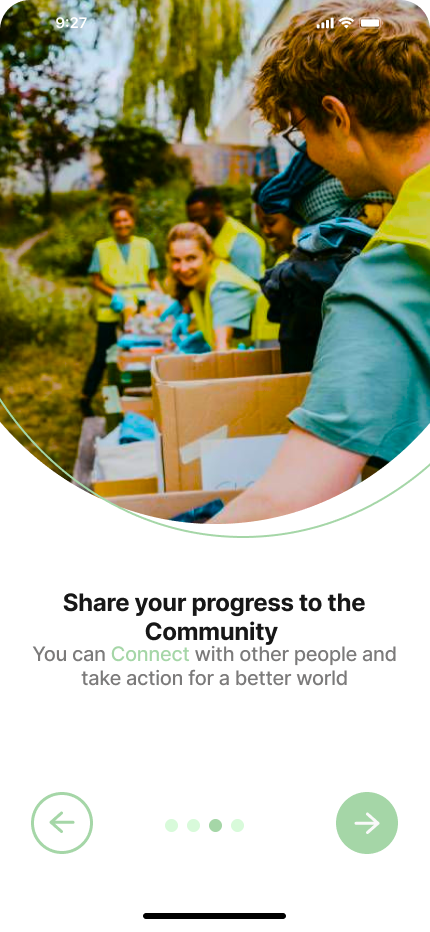 9:27
Share your progress to the
Community
You can Connect with other people and
take action for a better world